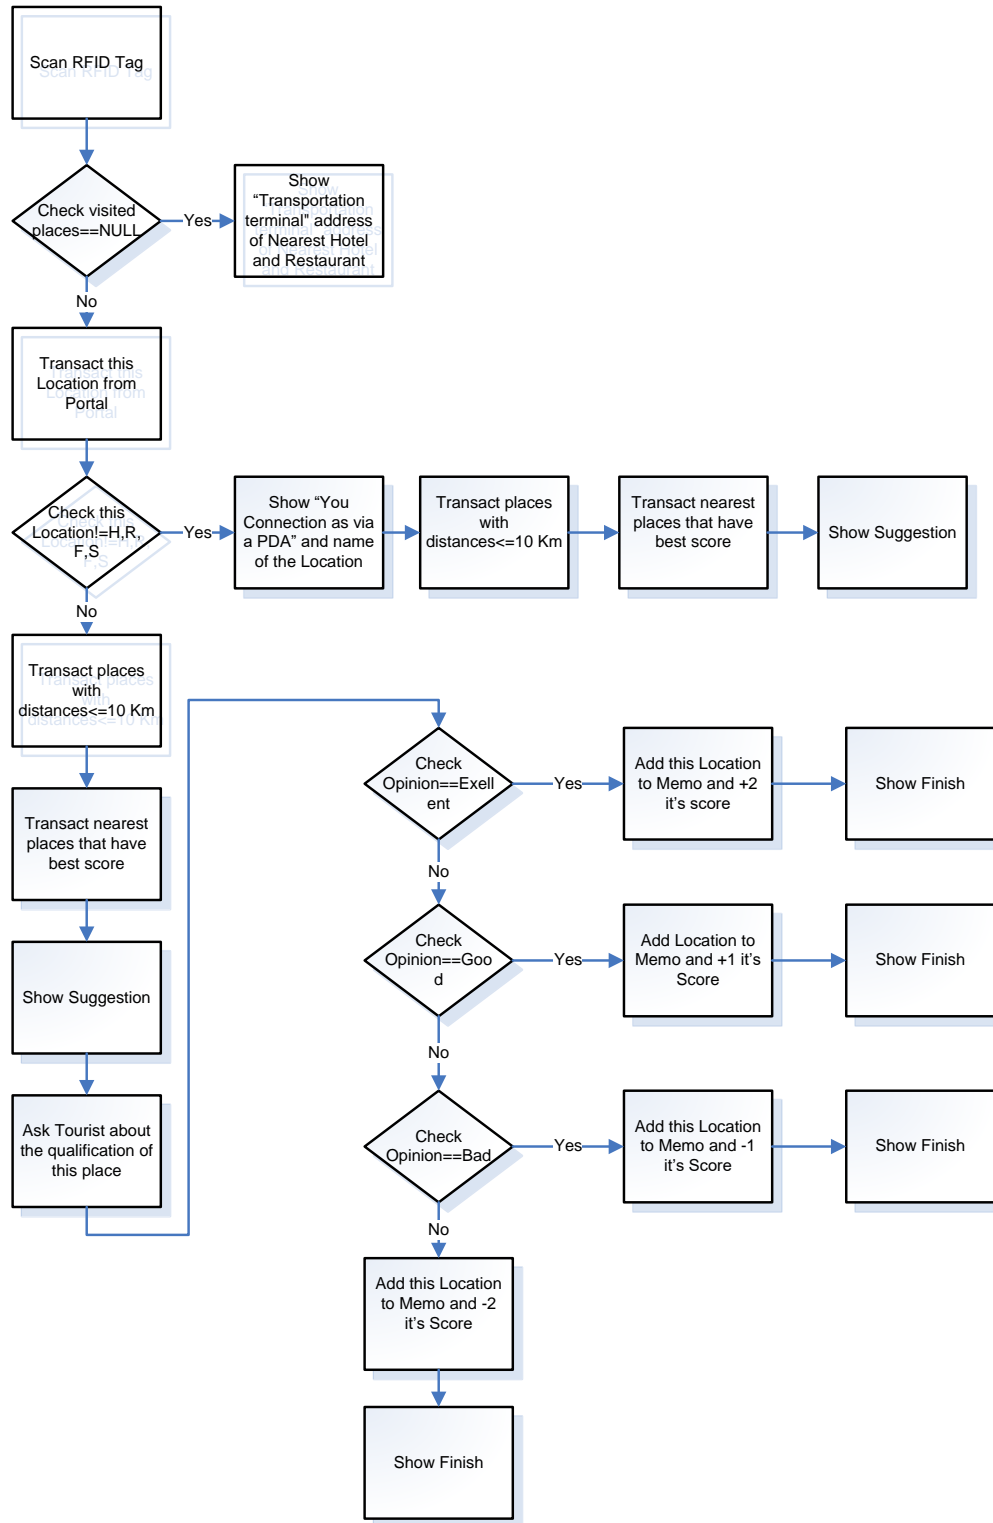 Scan RFID Tag
Check visited
places==NULL
Yes
Show
“Transportation
terminal” address
of Nearest Hotel
and Restaurant
No
Transact this
Location from
Portal
Check this
Location!=H,R,
F,S
Yes
Show “You
Connection as via
a PDA” and name
of the Location
Transact places
with
distances<=10 Km
Transact nearest
places that have
best score
Show Suggestion
No
Transact places
with
distances<=10 Km
Transact nearest
places that have
best score
Show Suggestion
Ask Tourist about
the qualification of
this place
Check
Opinion==Exell
ent
Yes
Add this Location
to Memo and +2
it’s score
Show Finish
No
Check
Opinion==Goo
d
Yes
Add Location to
Memo and +1 it’s
Score
Show Finish
No
Check
Opinion==Bad
Yes
Add this Location
to Memo and -1
it’s Score
Show Finish
No
Add this Location
to Memo and -2
it’s Score
Show Finish